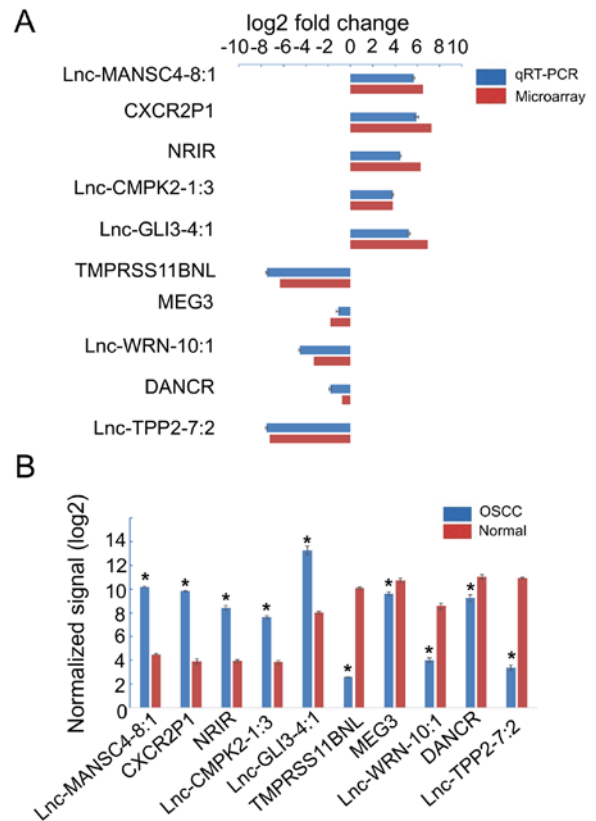 A
log2 fold change
-10-8 -6 -4 -2 0 2 4 6 8 10
qRT-PCR
Microarray
Lnc-MANSC4-8:1
CXCR2P1
NRIR
Lnc-CMPK2-1:3
Lnc-GLI3-4:1
TMPRSS11BNL
MEG3
Lnc-WRN-10:1
DANCR
Lnc-TPP2-7:2
B
OSCC
Normal
Normalized signal (log2)
14
12
10
8
6
4
2
0
* * * * * * * * * *
Lnc-MANSC4-8:1
CXCR2P1
NRIR
Lnc-CMPK2-1:3
Lnc-GLI3-4:1
TMPRSS11BNL
MEG3
Lnc-WRN-10:1
DANCR
Lnc-TPP2-7:2